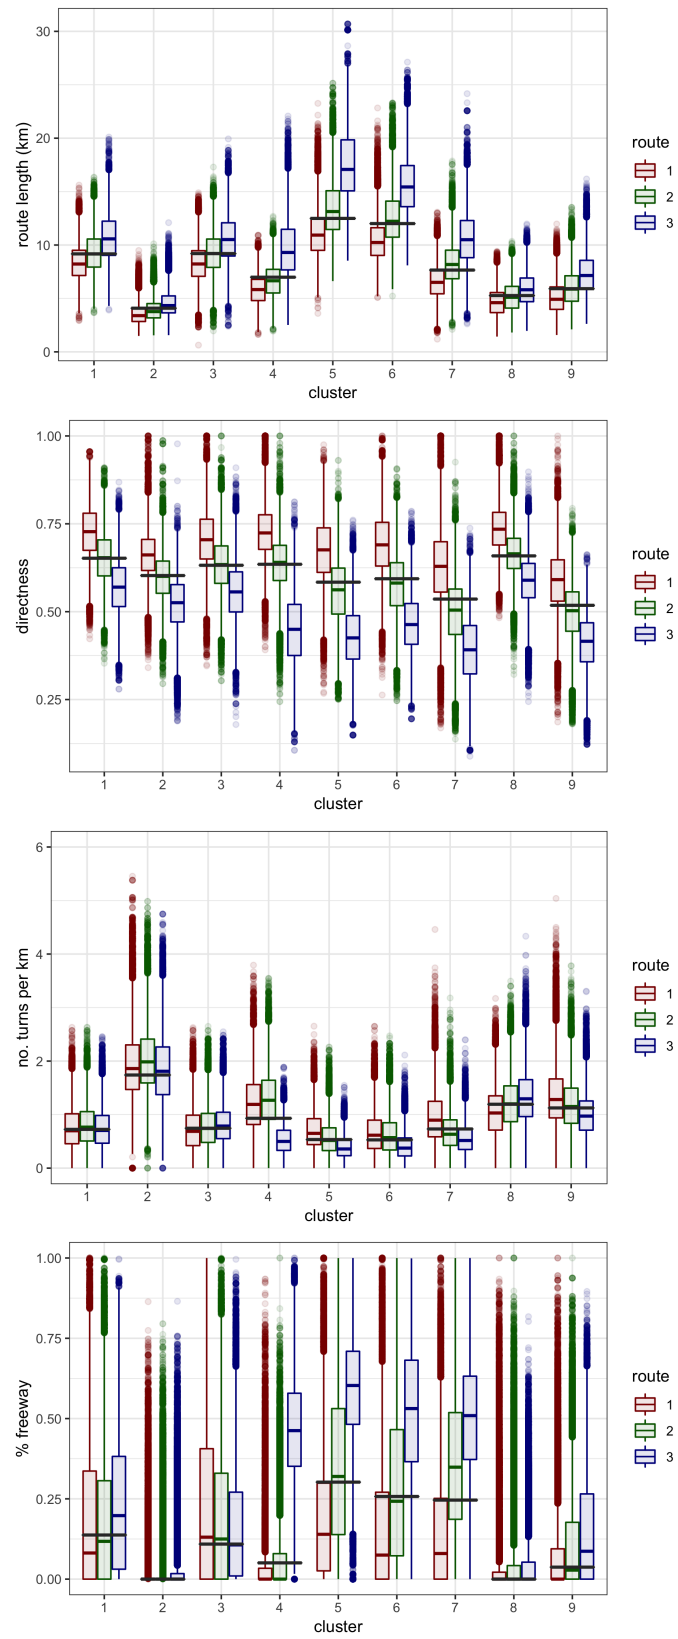 30
20
10
0
route length (km)
1 2 3 4 5 6 7 8 9
cluster
route
1
2
3
1.00
0.75
0.50
0.25
directness
1 2 3 4 5 6 7 8 9
cluster
route
1
2
3
6
4
2
0
no. turns per km
1 2 3 4 5 6 7 8 9
cluster
route
1
2
3
1.00
0.75
0.50
0.25
0.00
% freeway
1 2 3 4 5 6 7 8 9
cluster
route
1
2
3